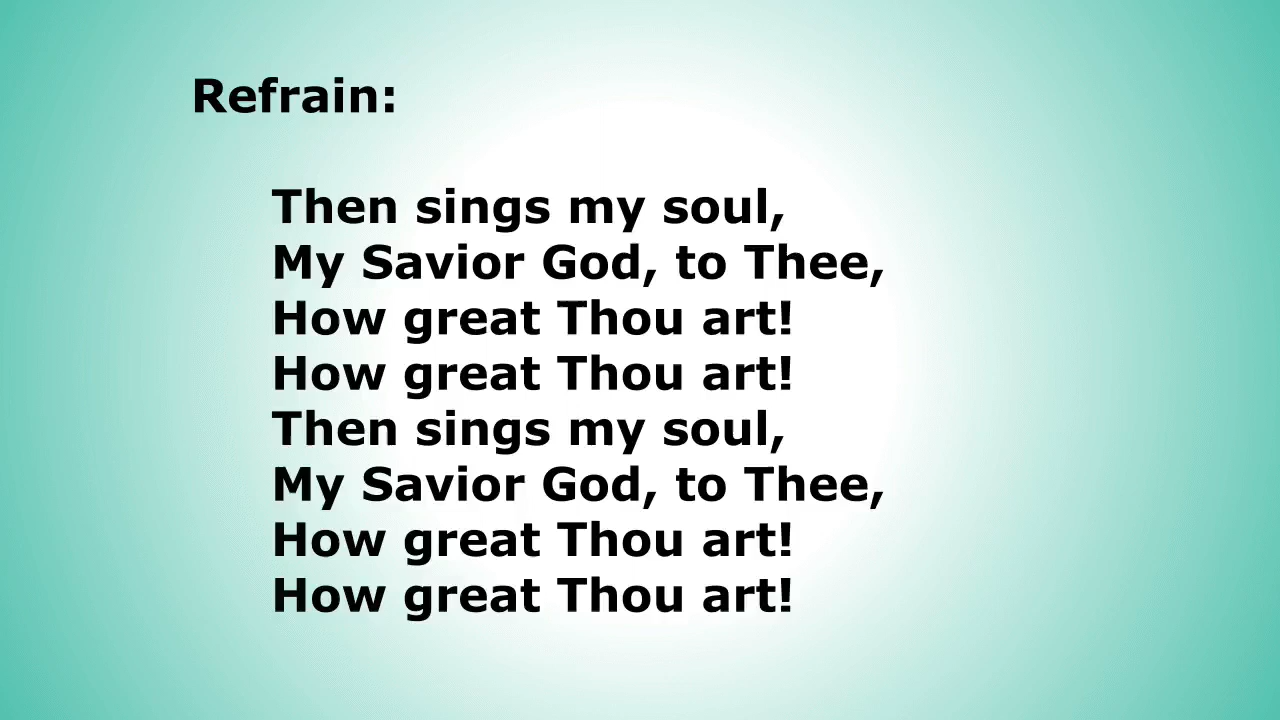 Refrain:
Then sings my soul,
My Savior God, to Thee,
How great Thou art!
How great Thou art!
Then sings my soul,
My Savior God, to Thee,
How great Thou art!
How great Thou art!